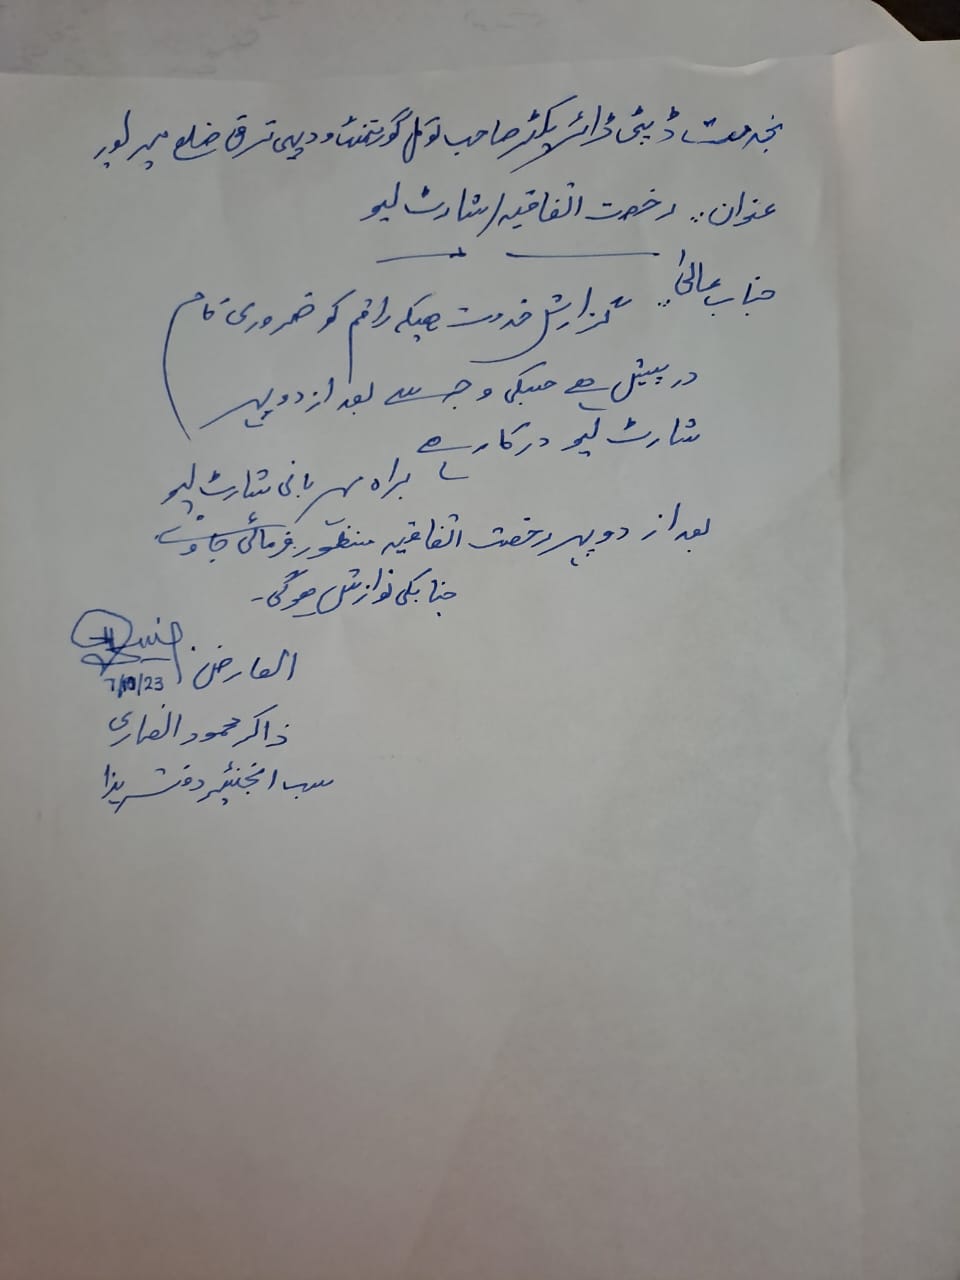 بخدمت ڈپٹی ڈائریکٹر صاحب لوکل گورنمنٹ و دیہی ترقی ضلع میرپور
عنوان:۔ رخصت اتفاقیہ/شارٹ لیو
جناب عالیٰ:۔ گزارش خدمت ہیکہ راقم کو ضروری کام
درپیش ہے جسکی وجہ سے بعد از دوپہر
شارٹ لیو درکار ہے براہ مہربانی شارٹ لیو
بعد از دوپہر رخصت اتفاقیہ منظور فرمائی جاوے۔
جنابکی نوازش ہوگی۔
العارض
7/10/23
ذاکر محمود انصاری
سب انجنئیر دفتر ہذا